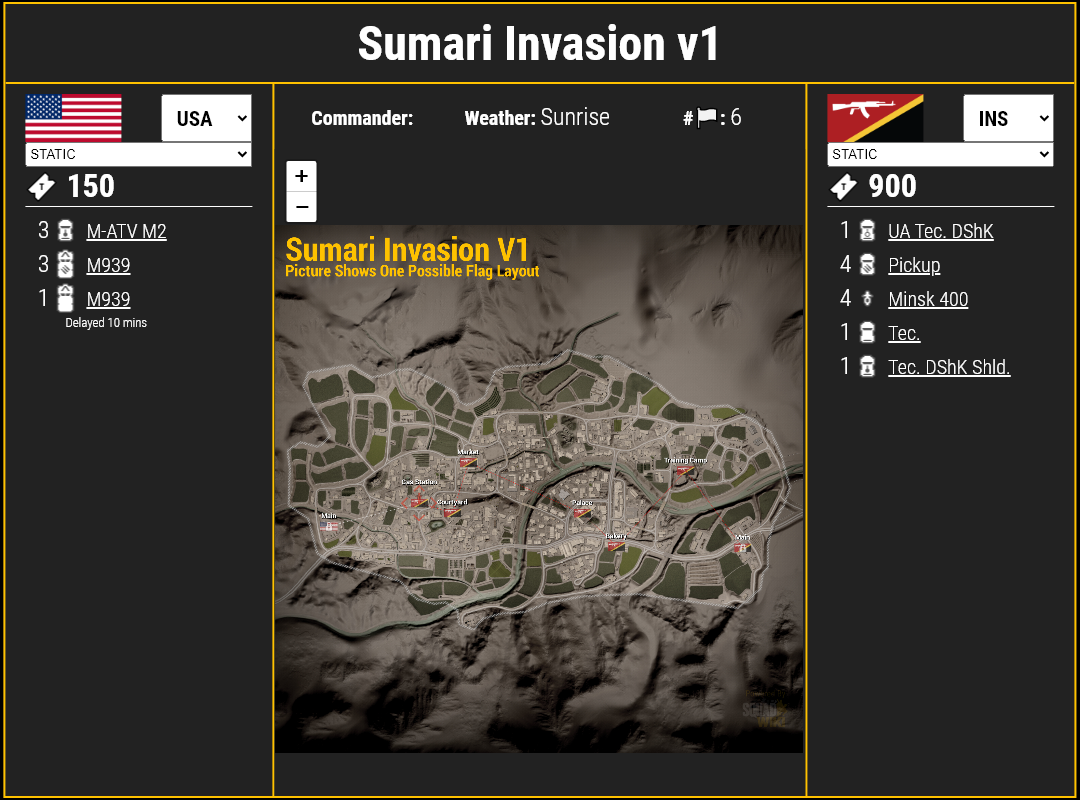 Sumari Invasion v1
USA
STATIC
150
3 M-ATV M2
3 M939
1 M939
Delayed 10 mins
Commander:
Weather: Sunrise
#: 6
+
−
Sumari Invasion V1
Picture Shows One Possible Flag Layout
Market
Training Camp
Gas Station
Courtyard
Palace
Main
Bakery
Main
INS
STATIC
900
1 UA Tec. DShK
4 Pickup
4 Minsk 400
1 Tec.
1 Tec. DShK Shld.